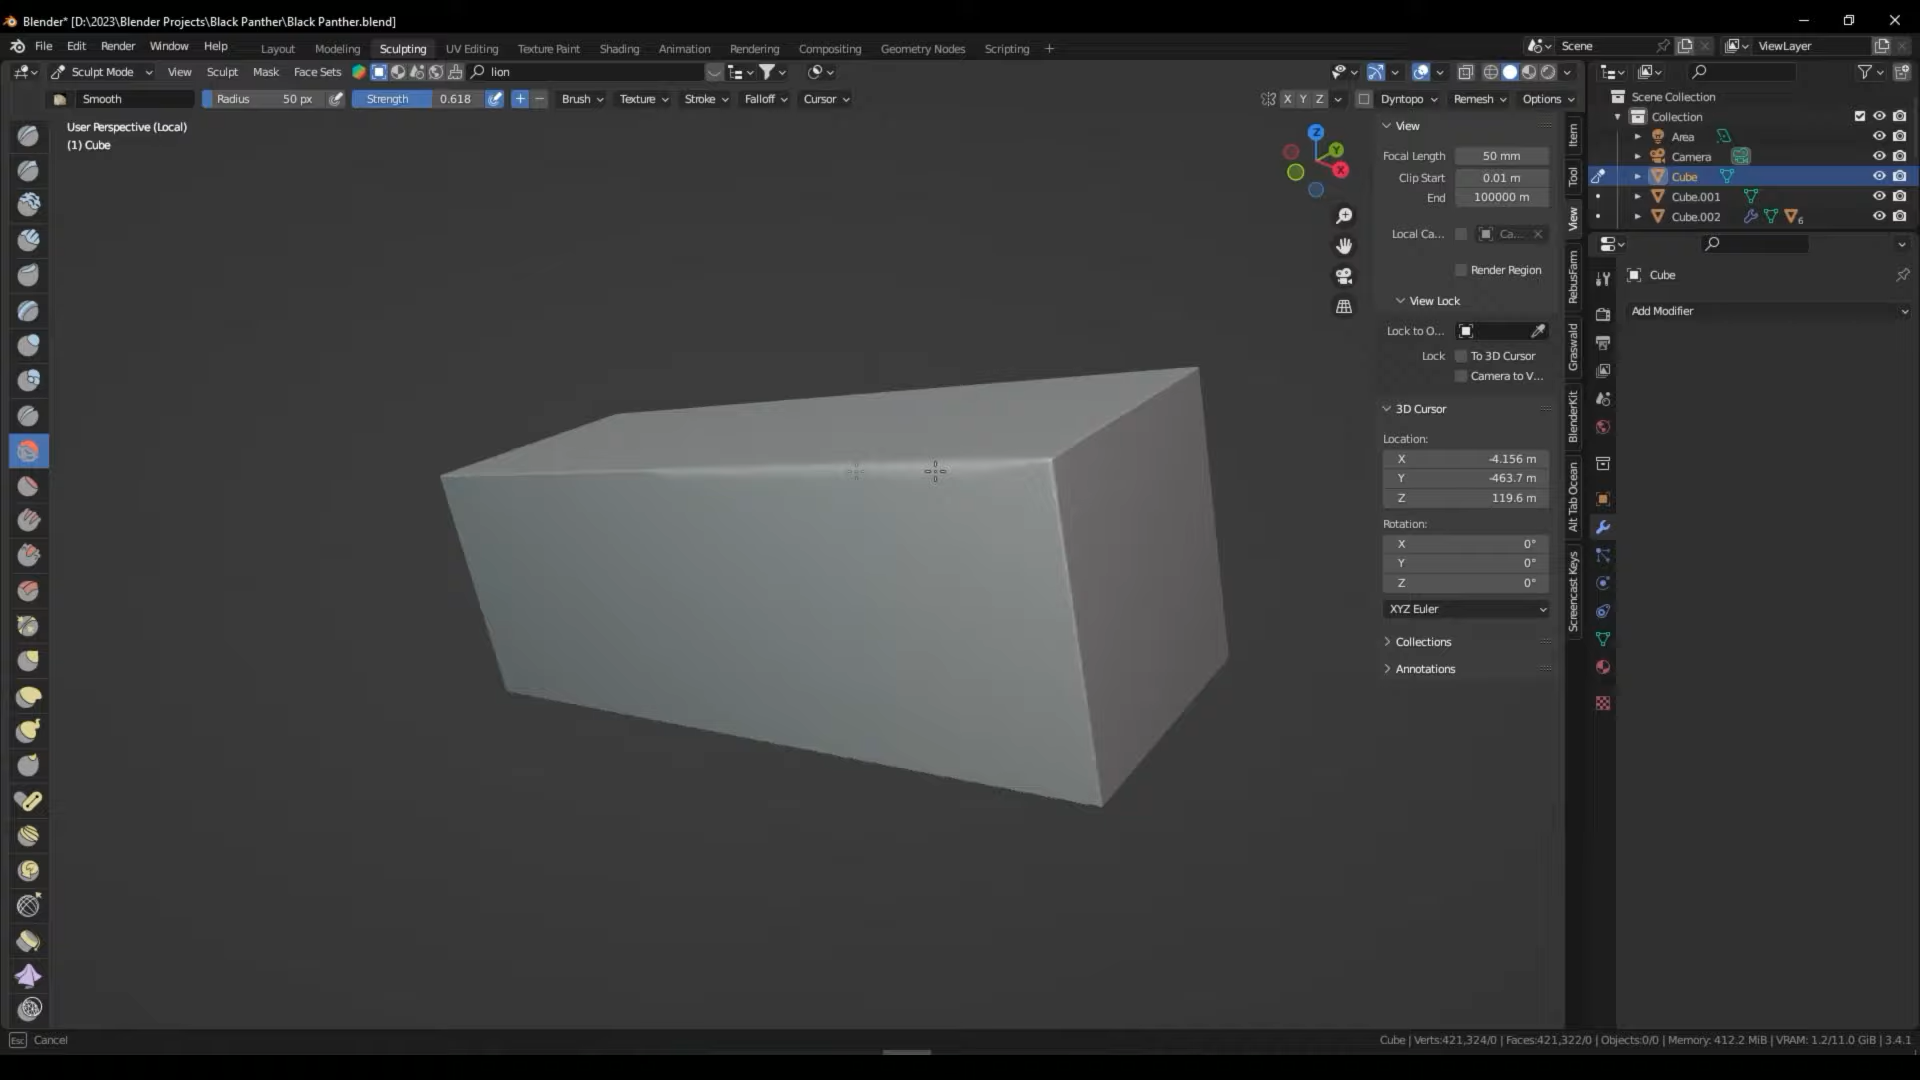 Blender* [D:\2023\Blender Projects\Black Panther\Black Panther.blend]
File Edit Render Window Help Layout Modeling Sculpting UV Editing Texture Paint Shading Animation Rendering Compositing Geometry Nodes Scripting + Scene ViewLayer
Sculpt Mode View Sculpt Mask Face Sets lion
Smooth Radius 50 px Strength 0.618 Brush Texture Stroke Falloff Cursor X Y Z Dyntopo Remesh Options
User Perspective (Local)
(1) Cube
Z
Y
X
View
Focal Length 50 mm
Clip Start 0.01 m
End 100000 m
Local Ca... Ca...
Render Region
View Lock
Lock to O...
Lock To 3D Cursor
Camera to V...
3D Cursor
Location:
X -4.156 m
Y -463.7 m
Z 119.6 m
Rotation:
X 0°
Y 0°
Z 0°
XYZ Euler
Collections
Annotations
Item
Tool
View
RebusFarm
Graswald
BlenderKit
Alt Tab Ocean
Screencast Keys
Scene Collection
Collection
Area
Camera
Cube
Cube.001
Cube.002 6
Cube
Add Modifier
Esc Cancel
Cube | Verts:421,324/0 | Faces:421,322/0 | Objects:0/0 | Memory: 412.2 MiB | VRAM: 1.2/11.0 GiB | 3.4.1